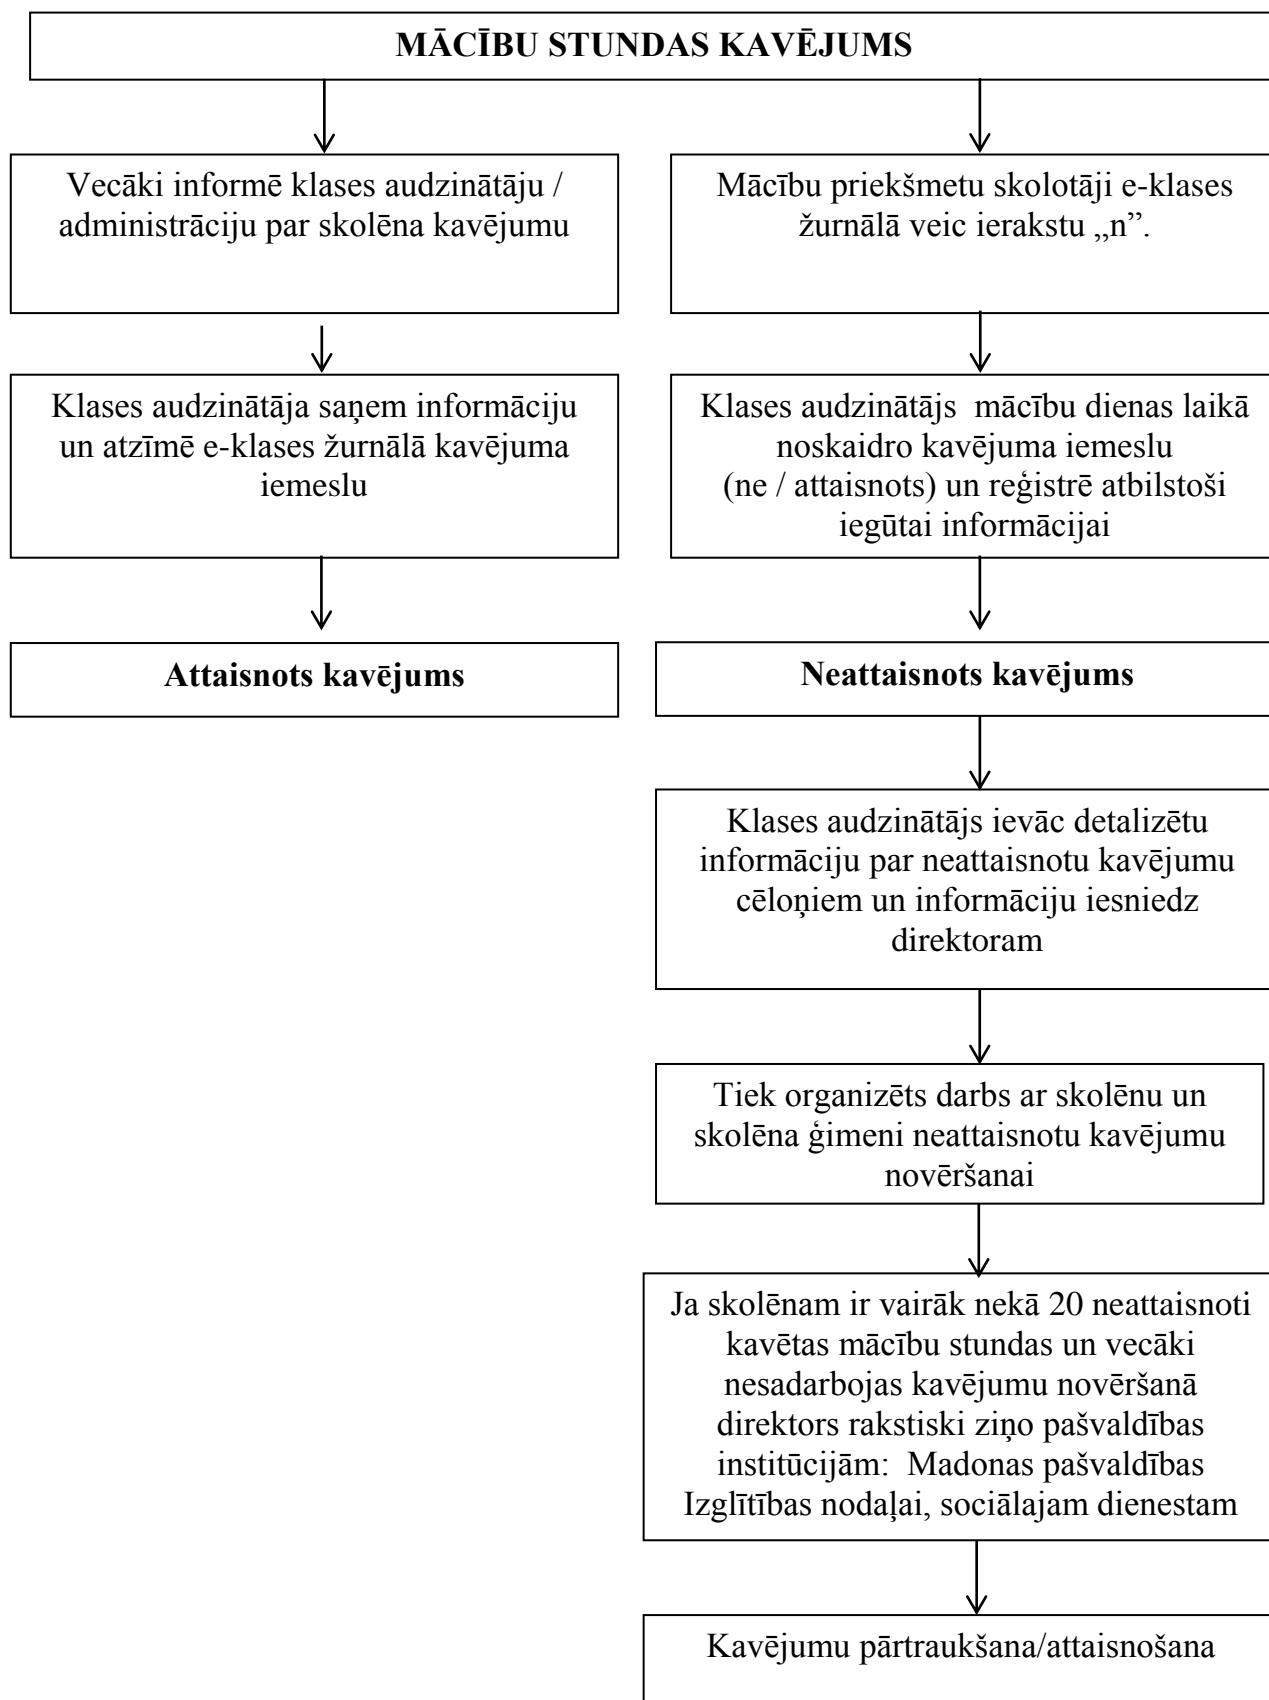 MĀCĪBU STUNDAS KAVĒJUMS
Vecāki informē klases audzinātāju /
administrāciju par skolēna kavējumu
Mācību priekšmetu skolotāji e-klases
žurnālā veic ierakstu „n”.
Klases audzinātāja saņem informāciju
un atzīmē e-klases žurnālā kavējuma
iemeslu
Klases audzinātājs  mācību dienas laikā
noskaidro kavējuma iemeslu
(ne / attaisnots) un reģistrē atbilstoši
iegūtai informācijai
Attaisnots kavējums
Neattaisnots kavējums
Klases audzinātājs ievāc detalizētu
informāciju par neattaisnotu kavējumu
cēloņiem un informāciju iesniedz
direktoram
Tiek organizēts darbs ar skolēnu un
skolēna ģimeni neattaisnotu kavējumu
novēršanai
Ja skolēnam ir vairāk nekā 20 neattaisnoti
kavētas mācību stundas un vecāki
nesadarbojas kavējumu novēršanā
direktors rakstiski ziņo pašvaldības
institūcijām:  Madonas pašvaldības
Izglītības nodaļai, sociālajam dienestam
Kavējumu pārtraukšana/attaisnošana